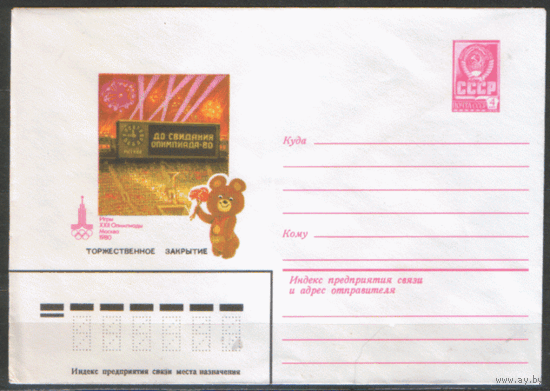 ДО СВИДАНИЯ
ОЛИМПИАДА-80
Игры
XXII Олимпиады
Москва
1980
ТОРЖЕСТВЕННОЕ ЗАКРЫТИЕ
СССР
4
Куда
Кому
Индекс предприятия связи
и адрес отправителя
Индекс предприятия связи места назначения
www.ay.by